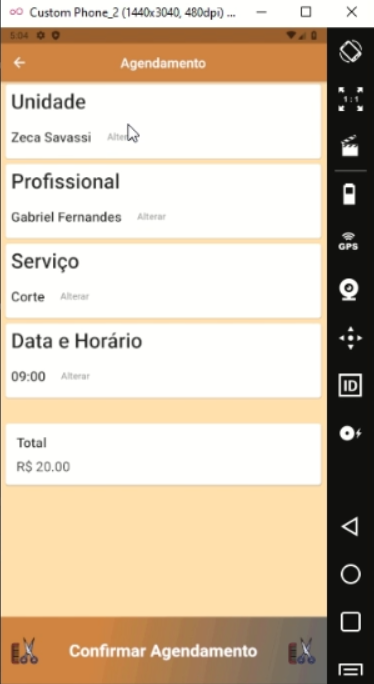 Custom Phone_2 (1440x3040, 480dpi) ...
5:04
Agendamento
Unidade
Zeca Savassi Alterar
Profissional
Gabriel Fernandes Alterar
Serviço
Corte Alterar
Data e Horário
09:00 Alterar
Total
R$ 20.00
Confirmar Agendamento
1:1
GPS
ID